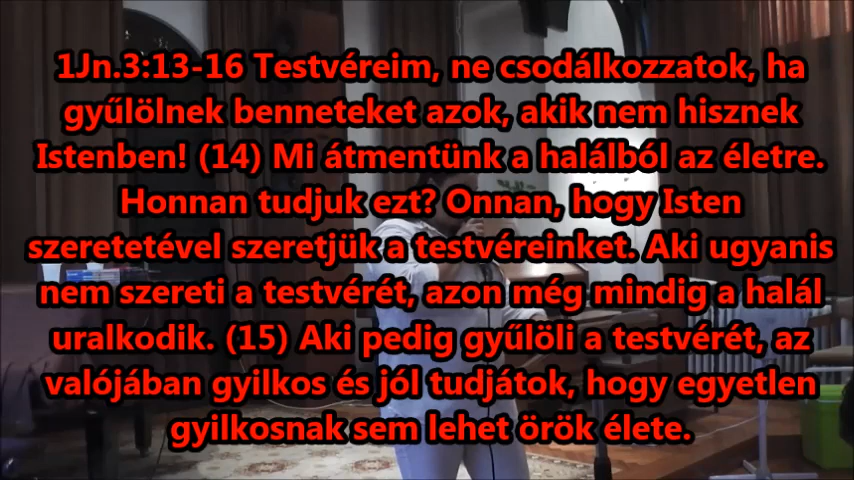 1Jn.3:13-16 Testvéreim, ne csodálkozzatok, ha
gyűlölnek benneteket azok, akik nem hisznek
Istenben! (14) Mi átmentünk a halálból az életre.
Honnan tudjuk ezt? Onnan, hogy Isten
szeretetével szeretjük a testvéreinket. Aki ugyanis
nem szereti a testvérét, azon még mindig a halál
uralkodik. (15) Aki pedig gyűlöli a testvérét, az
valójában gyilkos és jól tudjátok, hogy egyetlen
gyilkosnak sem lehet örök élete.